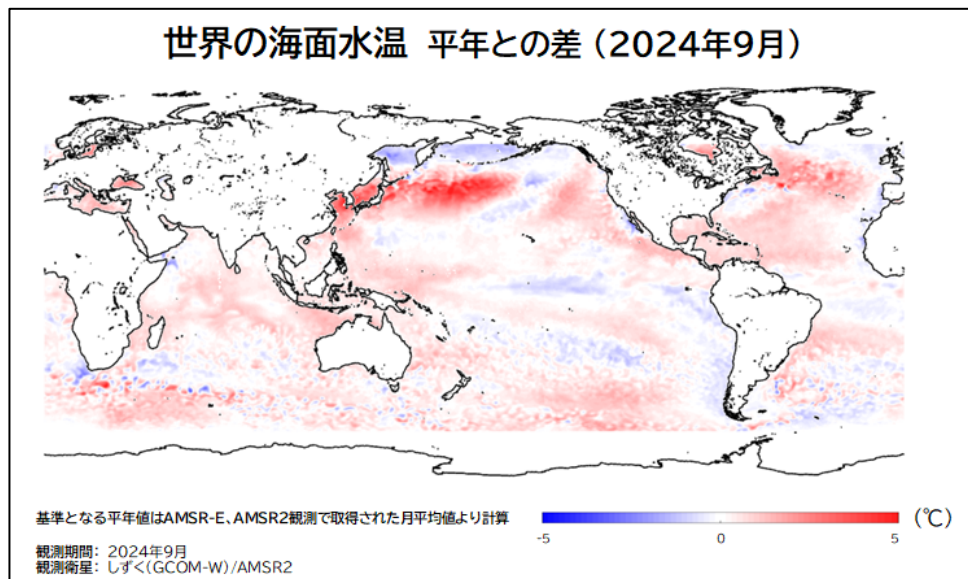 世界の海面水温 平年との差（2024年9月）
基準となる平年値はAMSR-E、AMSR2観測で取得された月平均値より計算
(℃)
-5 0 5
観測期間： 2024年9月
観測衛星： しずく(GCOM-W)/AMSR2